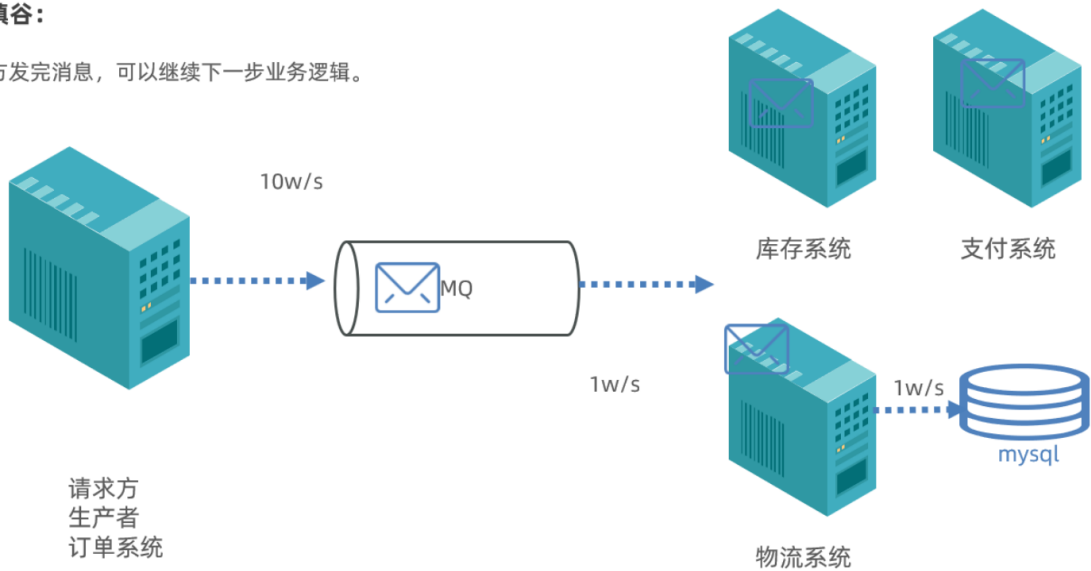 填谷：
方发完消息，可以继续下一步业务逻辑。
10w/s
MQ
库存系统
支付系统
1w/s
1w/s
mysql
请求方
生产者
订单系统
物流系统